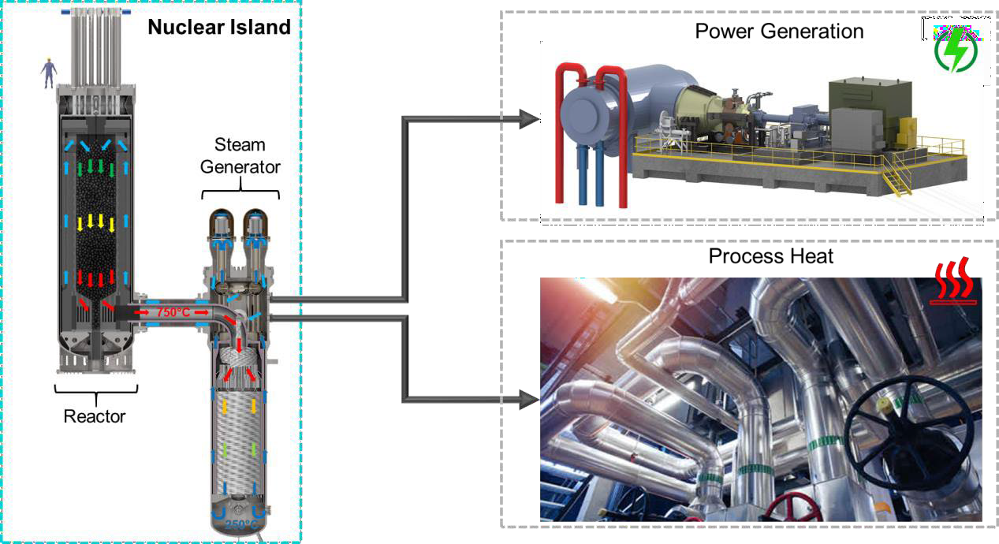 Nuclear Island
Steam
Generator
750°C
Reactor
250°C
Power Generation
Process Heat